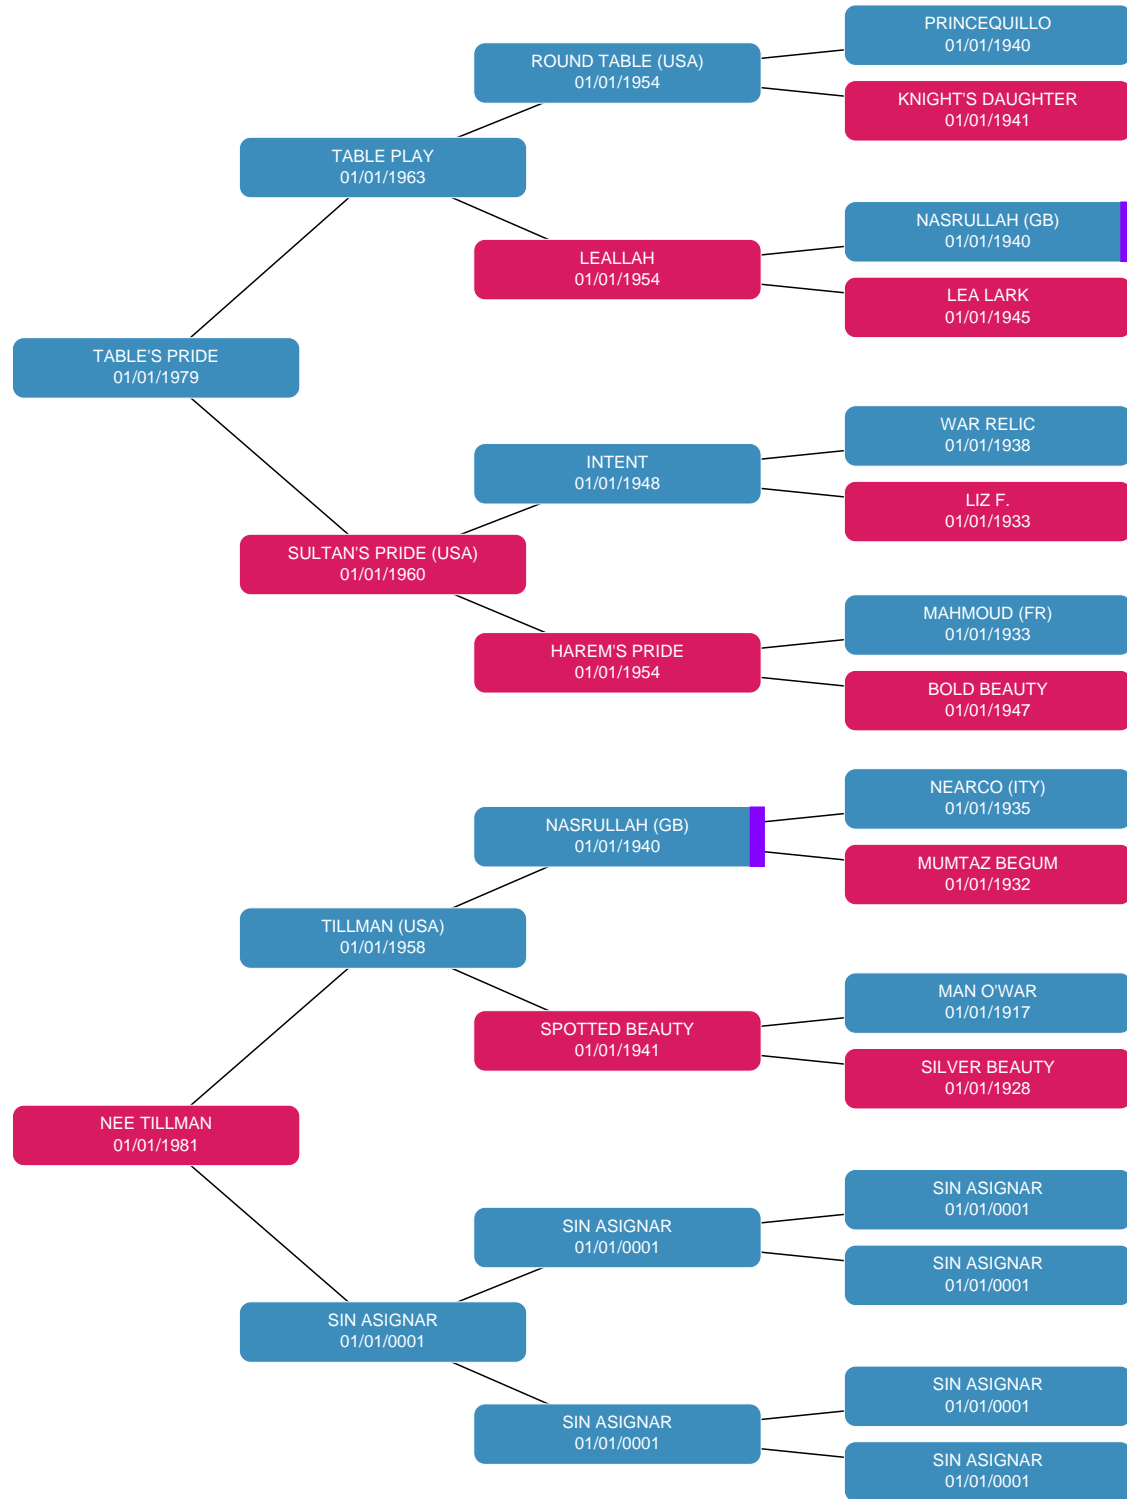 PRINCEQUILLO
01/01/1940
ROUND TABLE (USA)
01/01/1954
KNIGHT'S DAUGHTER
01/01/1941
TABLE PLAY
01/01/1963
NASRULLAH (GB)
01/01/1940
LEALLAH
01/01/1954
LEA LARK
01/01/1945
TABLE'S PRIDE
01/01/1979
WAR RELIC
01/01/1938
INTENT
01/01/1948
LIZ F.
01/01/1933
SULTAN'S PRIDE (USA)
01/01/1960
MAHMOUD (FR)
01/01/1933
HAREM'S PRIDE
01/01/1954
BOLD BEAUTY
01/01/1947
NEARCO (ITY)
01/01/1935
NASRULLAH (GB)
01/01/1940
MUMTAZ BEGUM
01/01/1932
TILLMAN (USA)
01/01/1958
MAN O'WAR
01/01/1917
SPOTTED BEAUTY
01/01/1941
SILVER BEAUTY
01/01/1928
NEE TILLMAN
01/01/1981
SIN ASIGNAR
01/01/0001
SIN ASIGNAR
01/01/0001
SIN ASIGNAR
01/01/0001
SIN ASIGNAR
01/01/0001
SIN ASIGNAR
01/01/0001
SIN ASIGNAR
01/01/0001
SIN ASIGNAR
01/01/0001